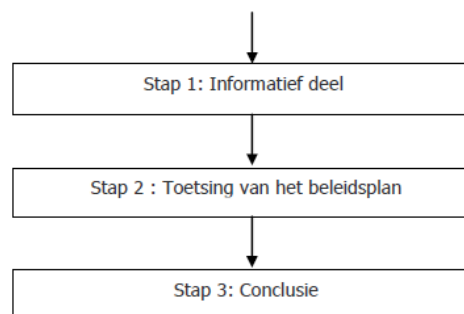 Stap 1: Informatief deel
Stap 2 : Toetsing van het beleidsplan
Stap 3: Conclusie